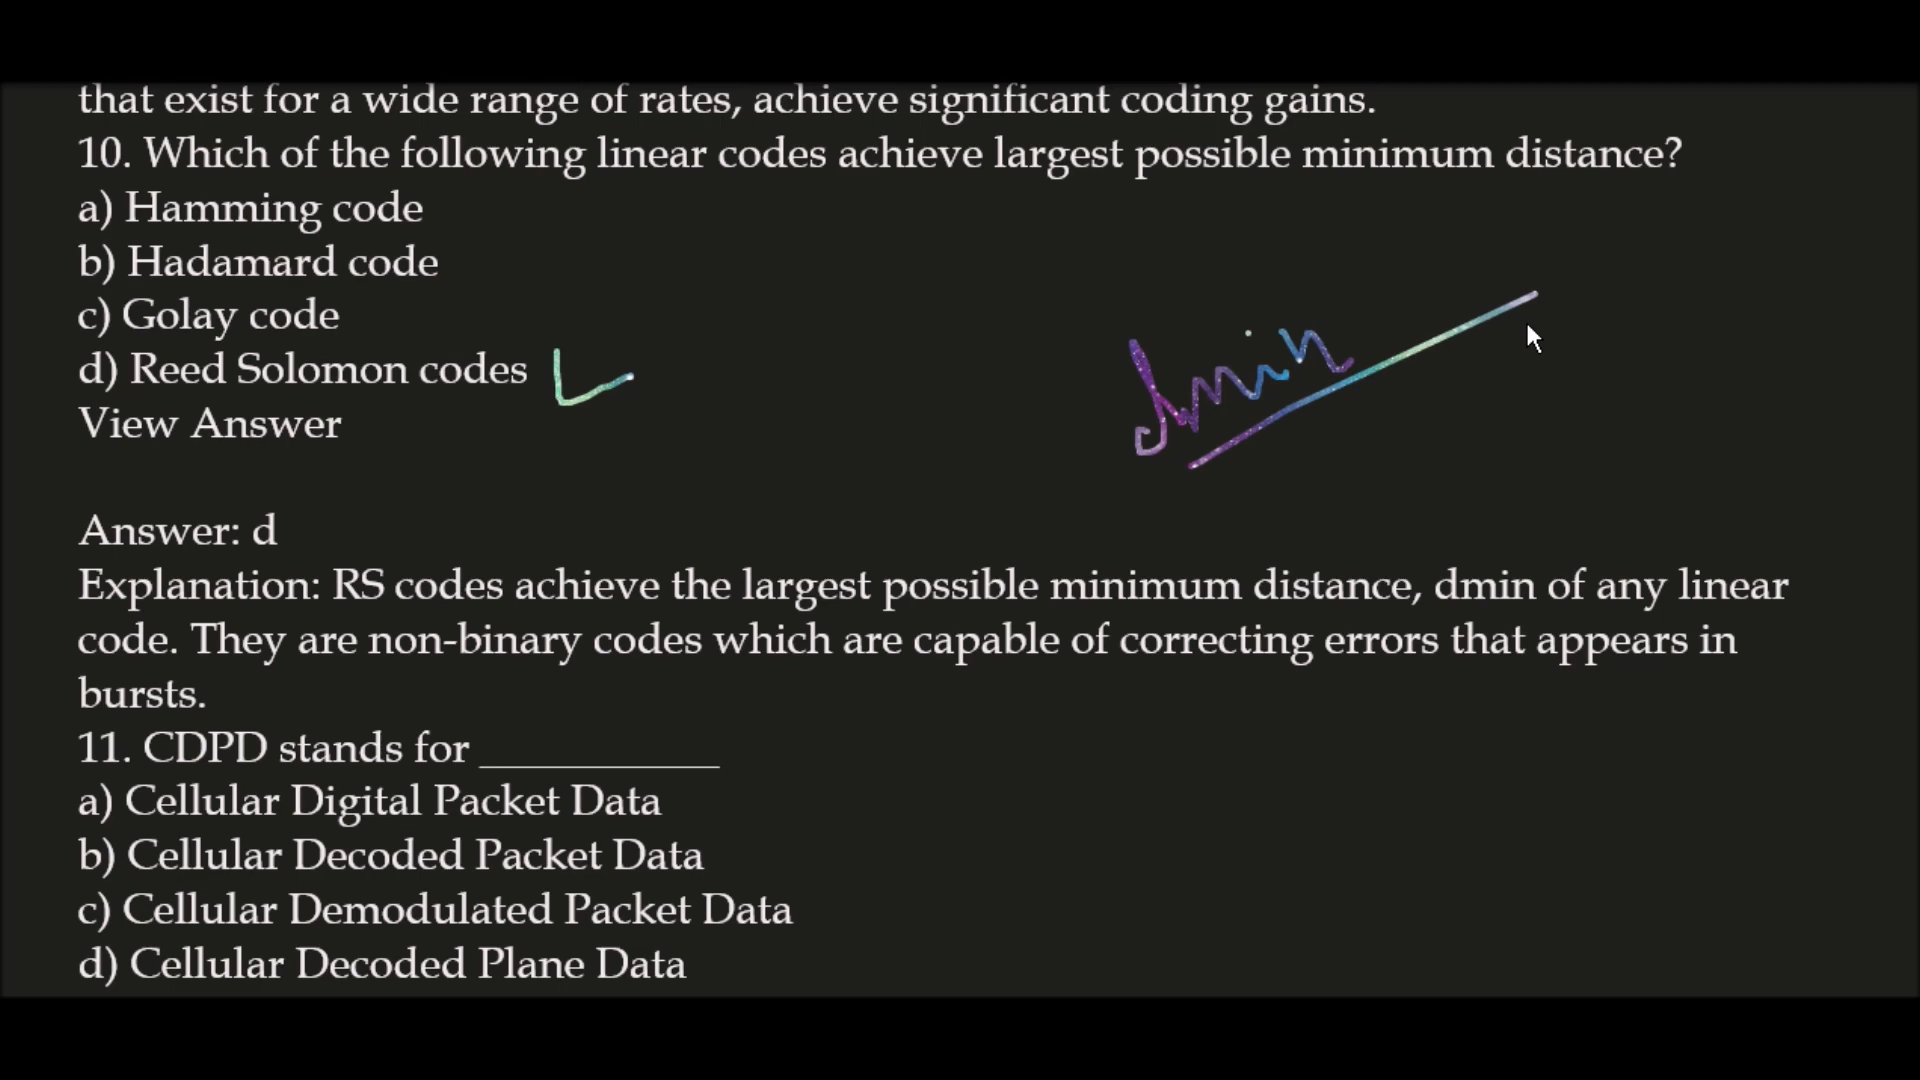 that exist for a wide range of rates, achieve significant coding gains.
10. Which of the following linear codes achieve largest possible minimum distance?
a) Hamming code
b) Hadamard code
c) Golay code
d) Reed Solomon codes
dmin
View Answer
Answer: d
Explanation: RS codes achieve the largest possible minimum distance, dmin of any linear
code. They are non-binary codes which are capable of correcting errors that appears in
bursts.
11. CDPD stands for ____________
a) Cellular Digital Packet Data
b) Cellular Decoded Packet Data
c) Cellular Demodulated Packet Data
d) Cellular Decoded Plane Data